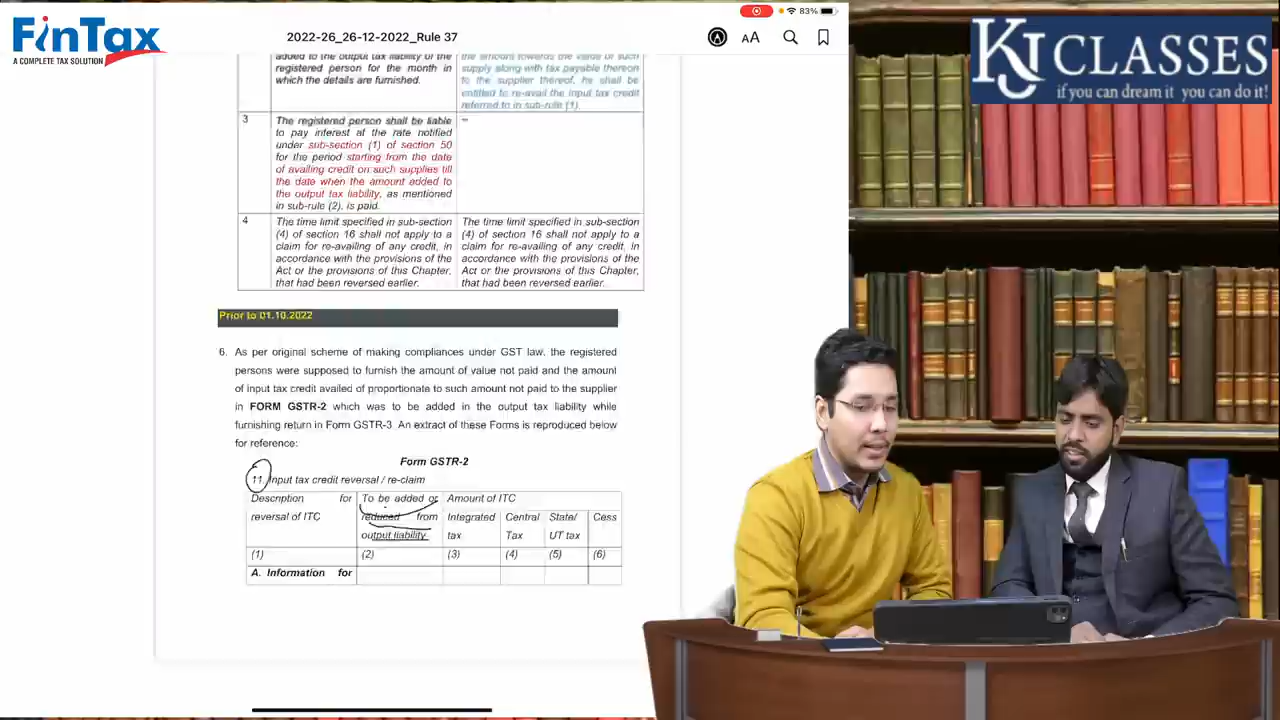 FinTax
A COMPLETE TAX SOLUTION
2022-26_26-12-2022_Rule 37
83%
AA
KJ CLASSES
if you can dream it you can do it!
added to the output tax liability of the
registered person for the month in
which the details are furnished.
the amount towards the value of such
supply along with tax payable thereon
to the supplier thereof, he shall be
entitled to re-avail the input tax credit
referred to in sub-rule (1).
3
The registered person shall be liable
to pay interest at the rate notified
under sub-section (1) of section 50
for the period starting from the date
of availing credit on such supplies till
the date when the amount added to
the output tax liability, as mentioned
in sub-rule (2), is paid.
--
4
The time limit specified in sub-section
(4) of section 16 shall not apply to a
claim for re-availing of any credit, in
accordance with the provisions of the
Act or the provisions of this Chapter,
that had been reversed earlier.
The time limit specified in sub-section
(4) of section 16 shall not apply to a
claim for re-availing of any credit, in
accordance with the provisions of the
Act or the provisions of this Chapter,
that had been reversed earlier.
Prior to 01.10.2022
6. As per original scheme of making compliances under GST law, the registered
persons were supposed to furnish the amount of value not paid and the amount
of input tax credit availed of proportionate to such amount not paid to the supplier
in FORM GSTR-2 which was to be added in the output tax liability while
furnishing return in Form GSTR-3. An extract of these Forms is reproduced below
for reference:
Form GSTR-2
11. Input tax credit reversal / re-claim
Description for
reversal of ITC
To be added or
reduced from
output liability
Amount of ITC
Integrated
tax
Central
Tax
State/
UT tax
Cess
(1) (2) (3) (4) (5) (6)
A. Information for